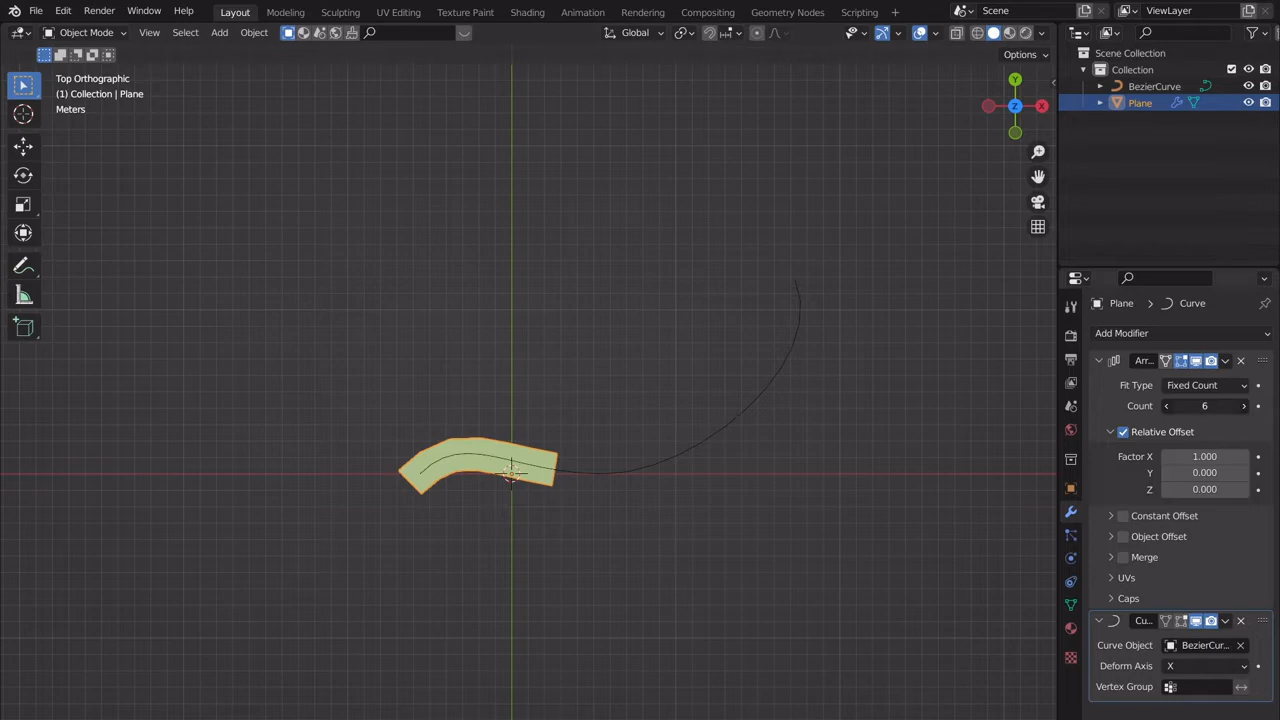 File Edit Render Window Help Layout Modeling Sculpting UV Editing Texture Paint Shading Animation Rendering Compositing Geometry Nodes Scripting + Scene ViewLayer
Object Mode View Select Add Object Global
Options
Top Orthographic
(1) Collection | Plane
Meters
Y
Z
X
Scene Collection
Collection
BezierCurve
Plane
Plane > Curve
Add Modifier
Arr...
Fit Type Fixed Count
Count 6
Relative Offset
Factor X 1.000
Y 0.000
Z 0.000
Constant Offset
Object Offset
Merge
UVs
Caps
Cu...
Curve Object BezierCur...
Deform Axis X
Vertex Group